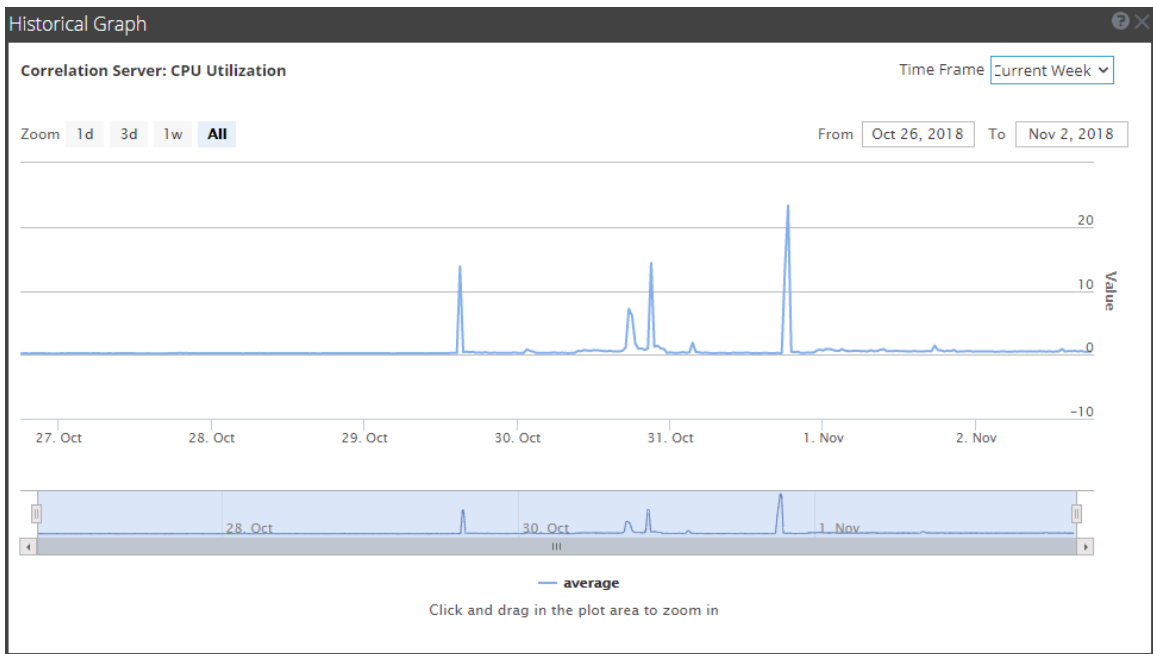 Historical Graph
Correlation Server: CPU Utilization
Time Frame Current Week
Zoom 1d 3d 1w All
From Oct 26, 2018 To Nov 2, 2018
20
10
0
-10
Value
27. Oct 28. Oct 29. Oct 30. Oct 31. Oct 1. Nov 2. Nov
28. Oct 30. Oct 1. Nov
average
Click and drag in the plot area to zoom in